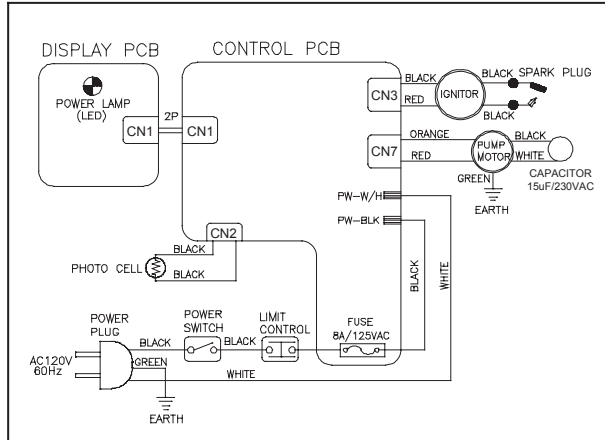 DISPLAY PCB
CONTROL PCB
POWER LAMP
(LED)
CN1
2P
CN1
CN3
BLACK
RED
IGNITOR
BLACK
SPARK PLUG
BLACK
CN7
ORANGE
RED
PUMP
MOTOR
BLACK
WHITE
CAPACITOR
15uF/230VAC
GREEN
EARTH
PW-W/H
PW-BLK
CN2
BLACK
BLACK
PHOTO CELL
BLACK
WHITE
POWER
PLUG
POWER
SWITCH
LIMIT
CONTROL
FUSE
8A/125VAC
BLACK
BLACK
AC120V
60Hz
GREEN
WHITE
EARTH